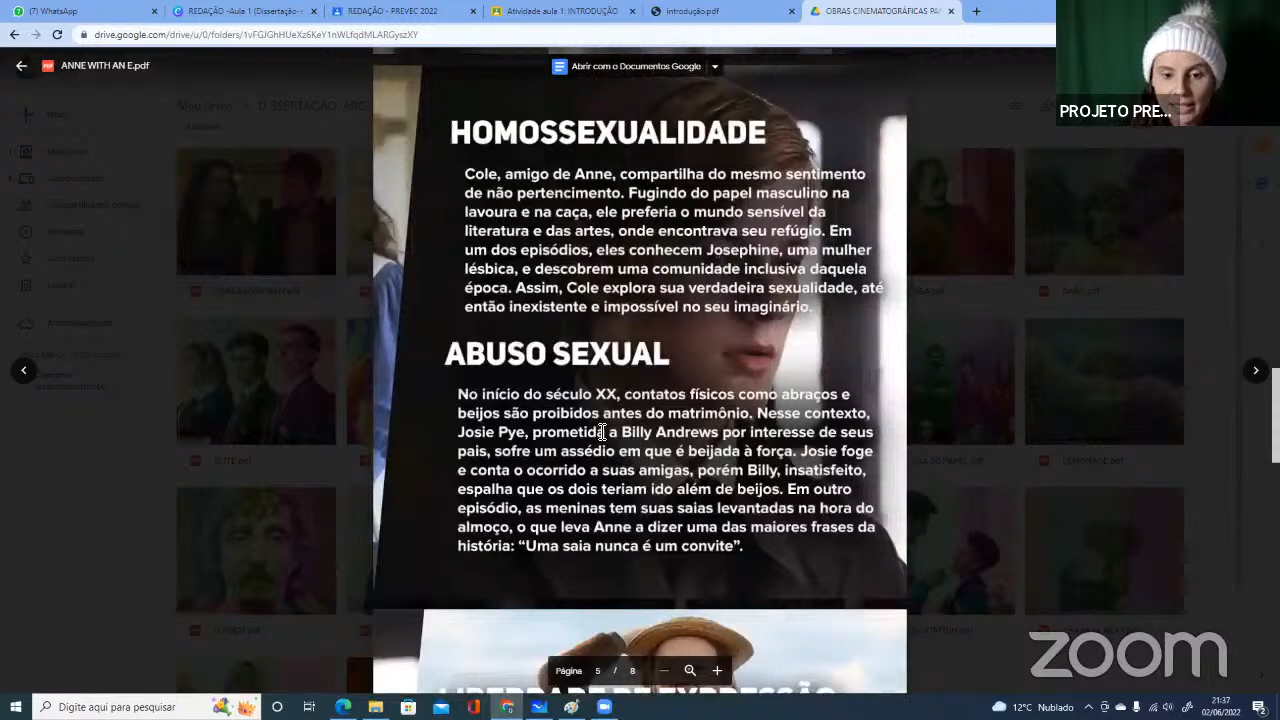 (7) WhatsApp
REDAÇÃO -Aula 1 (Dissertação-
REDAÇÃO - PREVEC 2022
Atividade aula 1: INTRODUÇÃO
introdução.pdf
OBRAS CINEMATOGRÁFICAS PA
drive.google.com/drive/u/0/folders/1vFGJGhHUeXz6KeY1nWLfqdMLARGyszXY
ANNE WITH AN E.pdf
Abrir com o Documentos Google
PROJETO PRE...
HOMOSSEXUALIDADE
Cole, amigo de Anne, compartilha do mesmo sentimento
de não pertencimento. Fugindo do papel masculino na
lavoura e na caça, ele preferia o mundo sensível da
literatura e das artes, onde encontrava seu refúgio. Em
um dos episódios, eles conhecem Josephine, uma mulher
lésbica, e descobrem uma comunidade inclusiva daquela
época. Assim, Cole explora sua verdadeira sexualidade, até
então inexistente e impossível no seu imaginário.
ABUSO SEXUAL
No início do século XX, contatos físicos como abraços e
beijos são proibidos antes do matrimônio. Nesse contexto,
Josie Pye, prometida a Billy Andrews por interesse de seus
pais, sofre um assédio em que é beijada à força. Josie foge
e conta o ocorrido a suas amigas, porém Billy, insatisfeito,
espalha que os dois teriam ido além de beijos. Em outro
episódio, as meninas tem suas saias levantadas na hora do
almoço, o que leva Anne a dizer uma das maiores frases da
história: “Uma saia nunca é um convite”.
LIBERDADE DE EXPRESSÃO
Página 5 / 8
zoom
Digite aqui para pesquisar
12°C Nublado
21:37
02/06/2022